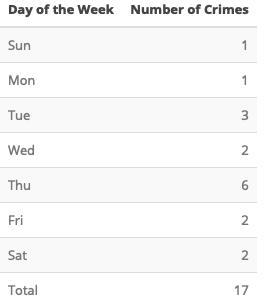 Day of the Week Number of Crimes
Sun 1
Mon 1
Tue 3
Wed 2
Thu 6
Fri 2
Sat 2
Total 17